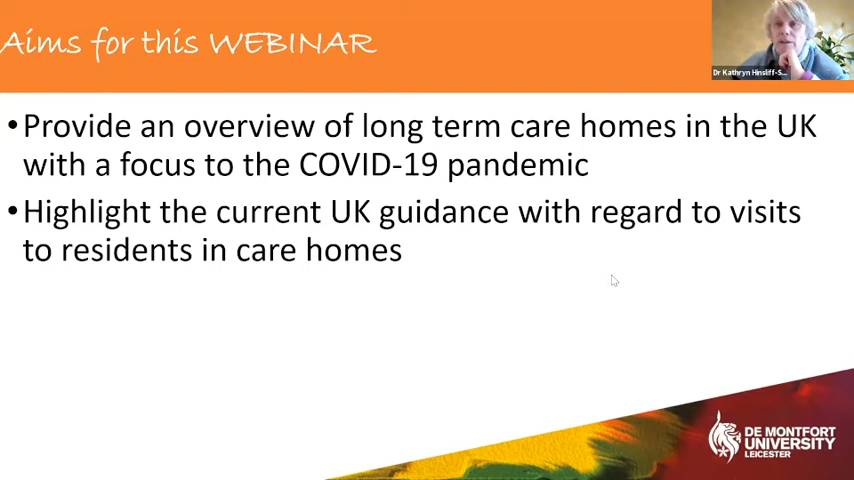 Aims for this WEBINAR
Dr Kathryn Hinsliff-S...
•Provide an overview of long term care homes in the UK
with a focus to the COVID-19 pandemic
•Highlight the current UK guidance with regard to visits
to residents in care homes
DE MONTFORT
UNIVERSITY
LEICESTER